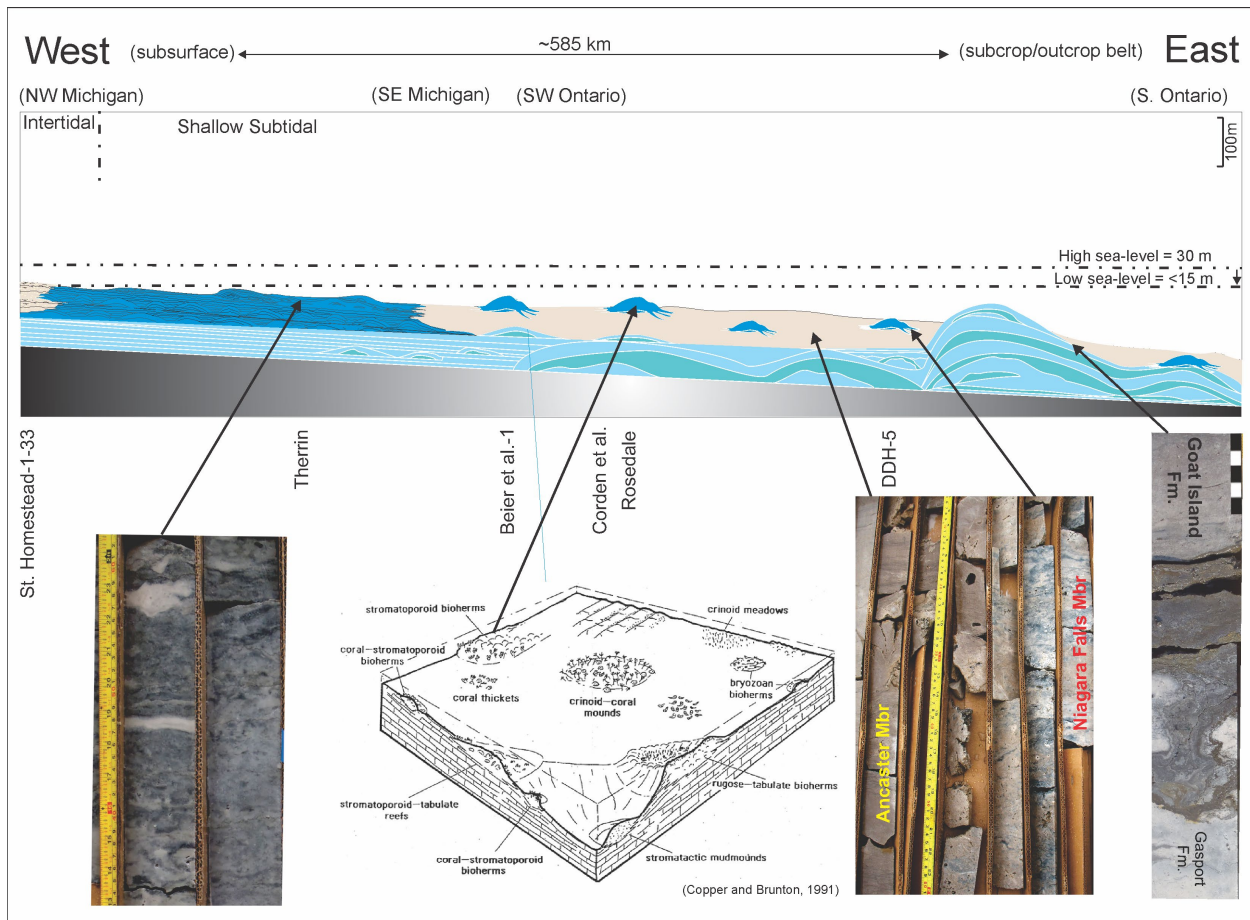 West (subsurface) ~585 km (subcrop/outcrop belt) East
(NW Michigan) (SE Michigan) (SW Ontario) (S. Ontario)
Intertidal Shallow Subtidal
100m
High sea-level = 30 m
Low sea-level = <15 m
St. Homestead-1-33
Therrin
Beier et al.-1
Corden et al.
Rosedale
DDH-5
Goat Island
Fm.
Gasport
Fm.
Ancaster Mbr
Niagara Falls Mbr
stromatoporoid bioherms
crinoid meadows
coral-stromatoporoid
bioherms
coral thickets
crinoid-coral
mounds
bryozoan
bioherms
rugose-tabulate bioherms
stromatoporoid-tabulate
reefs
coral-stromatoporoid
bioherms
stromatactic mudmounds
(Copper and Brunton, 1991)